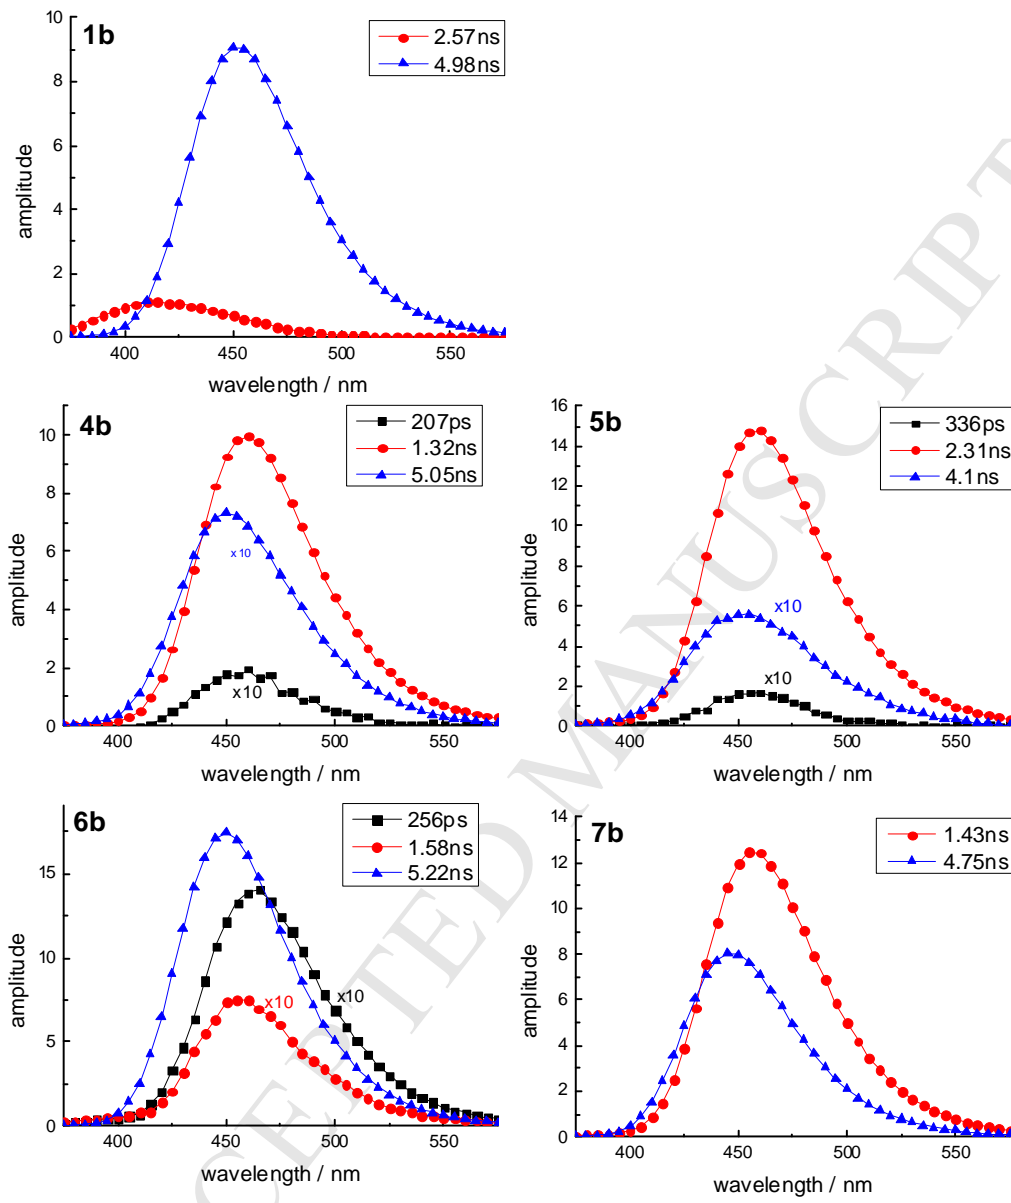 1b
2.57ns
4.98ns
10
8
6
4
2
0
amplitude
400
450
500
550
wavelength / nm
4b
207ps
1.32ns
5.05ns
10
8
6
4
2
0
amplitude
x 10
x10
400
450
500
550
wavelength / nm
5b
336ps
2.31ns
4.1ns
16
14
12
10
8
6
4
2
0
amplitude
x10
x10
400
450
500
550
wavelength / nm
6b
256ps
1.58ns
5.22ns
15
10
5
0
amplitude
x10
x10
400
450
500
550
wavelength / nm
7b
1.43ns
4.75ns
14
12
10
8
6
4
2
0
amplitude
400
450
500
550
wavelength / nm
CEPTED MANUSCRIPT